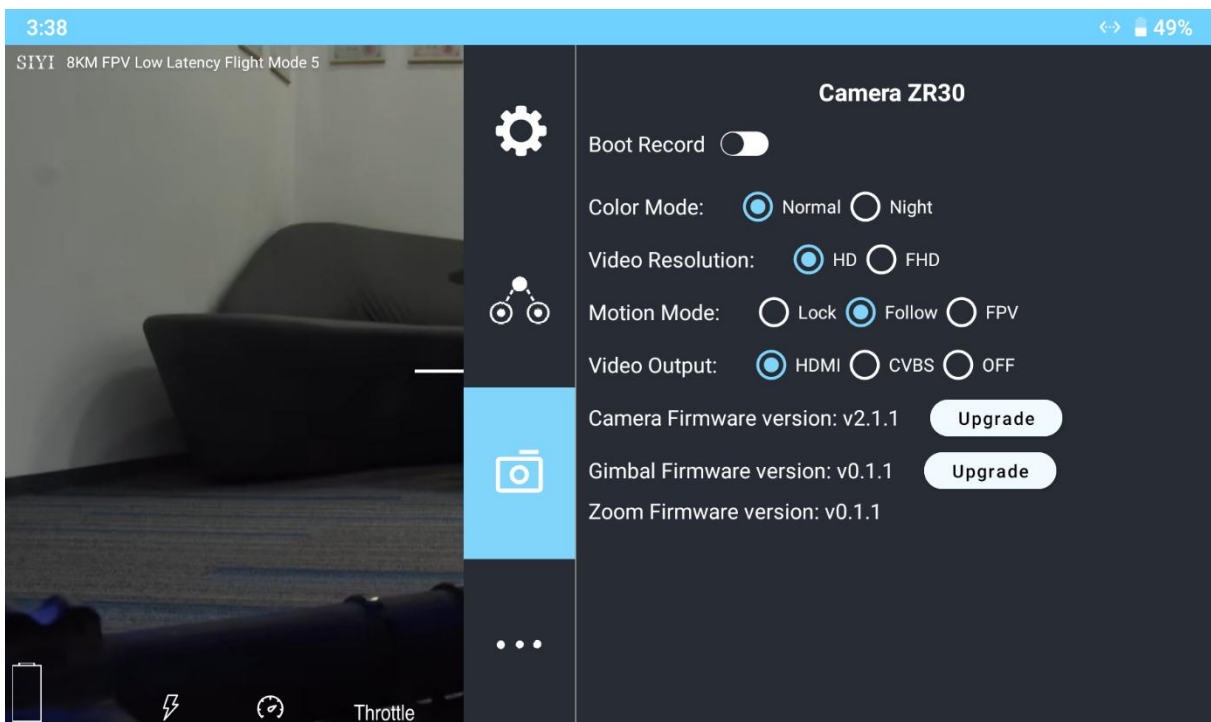 3:38
49%
SIYI 8KM FPV Low Latency Flight Mode 5
Camera ZR30
Boot Record
Color Mode: Normal Night
Video Resolution: HD FHD
Motion Mode: Lock Follow FPV
Video Output: HDMI CVBS OFF
Camera Firmware version: v2.1.1 Upgrade
Gimbal Firmware version: v0.1.1 Upgrade
Zoom Firmware version: v0.1.1
Throttle